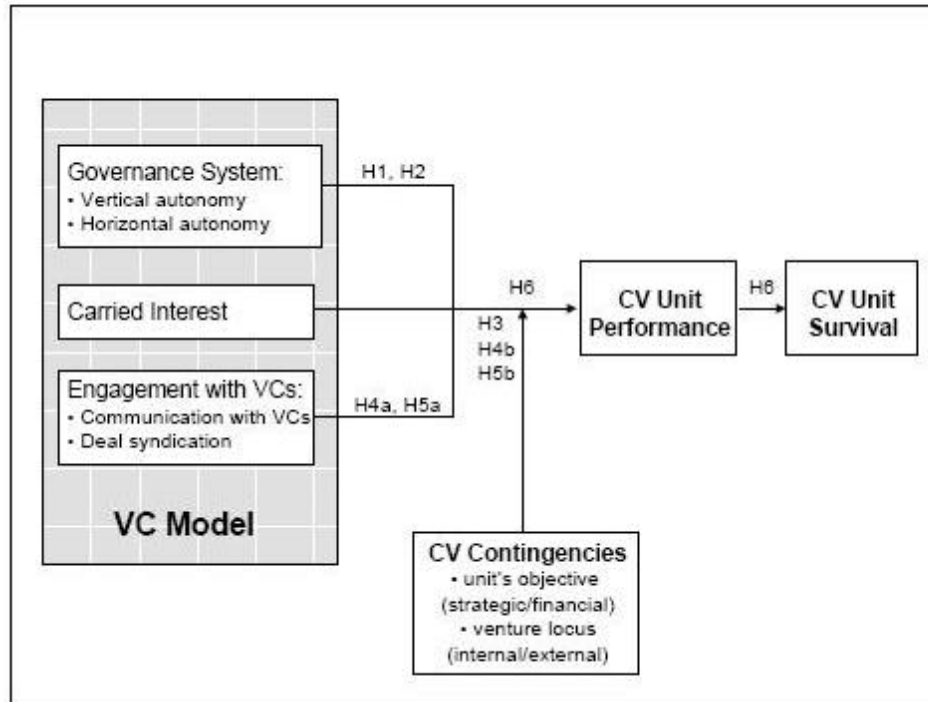 Governance System:
• Vertical autonomy
• Horizontal autonomy
H1, H2
Carried Interest
H6
H3
H4b
H5b
CV Unit
Performance
H6
CV Unit
Survival
Engagement with VCs:
• Communication with VCs
• Deal syndication
H4a, H5a
VC Model
CV Contingencies
• unit's objective
(strategic/financial)
• venture locus
(internal/external)